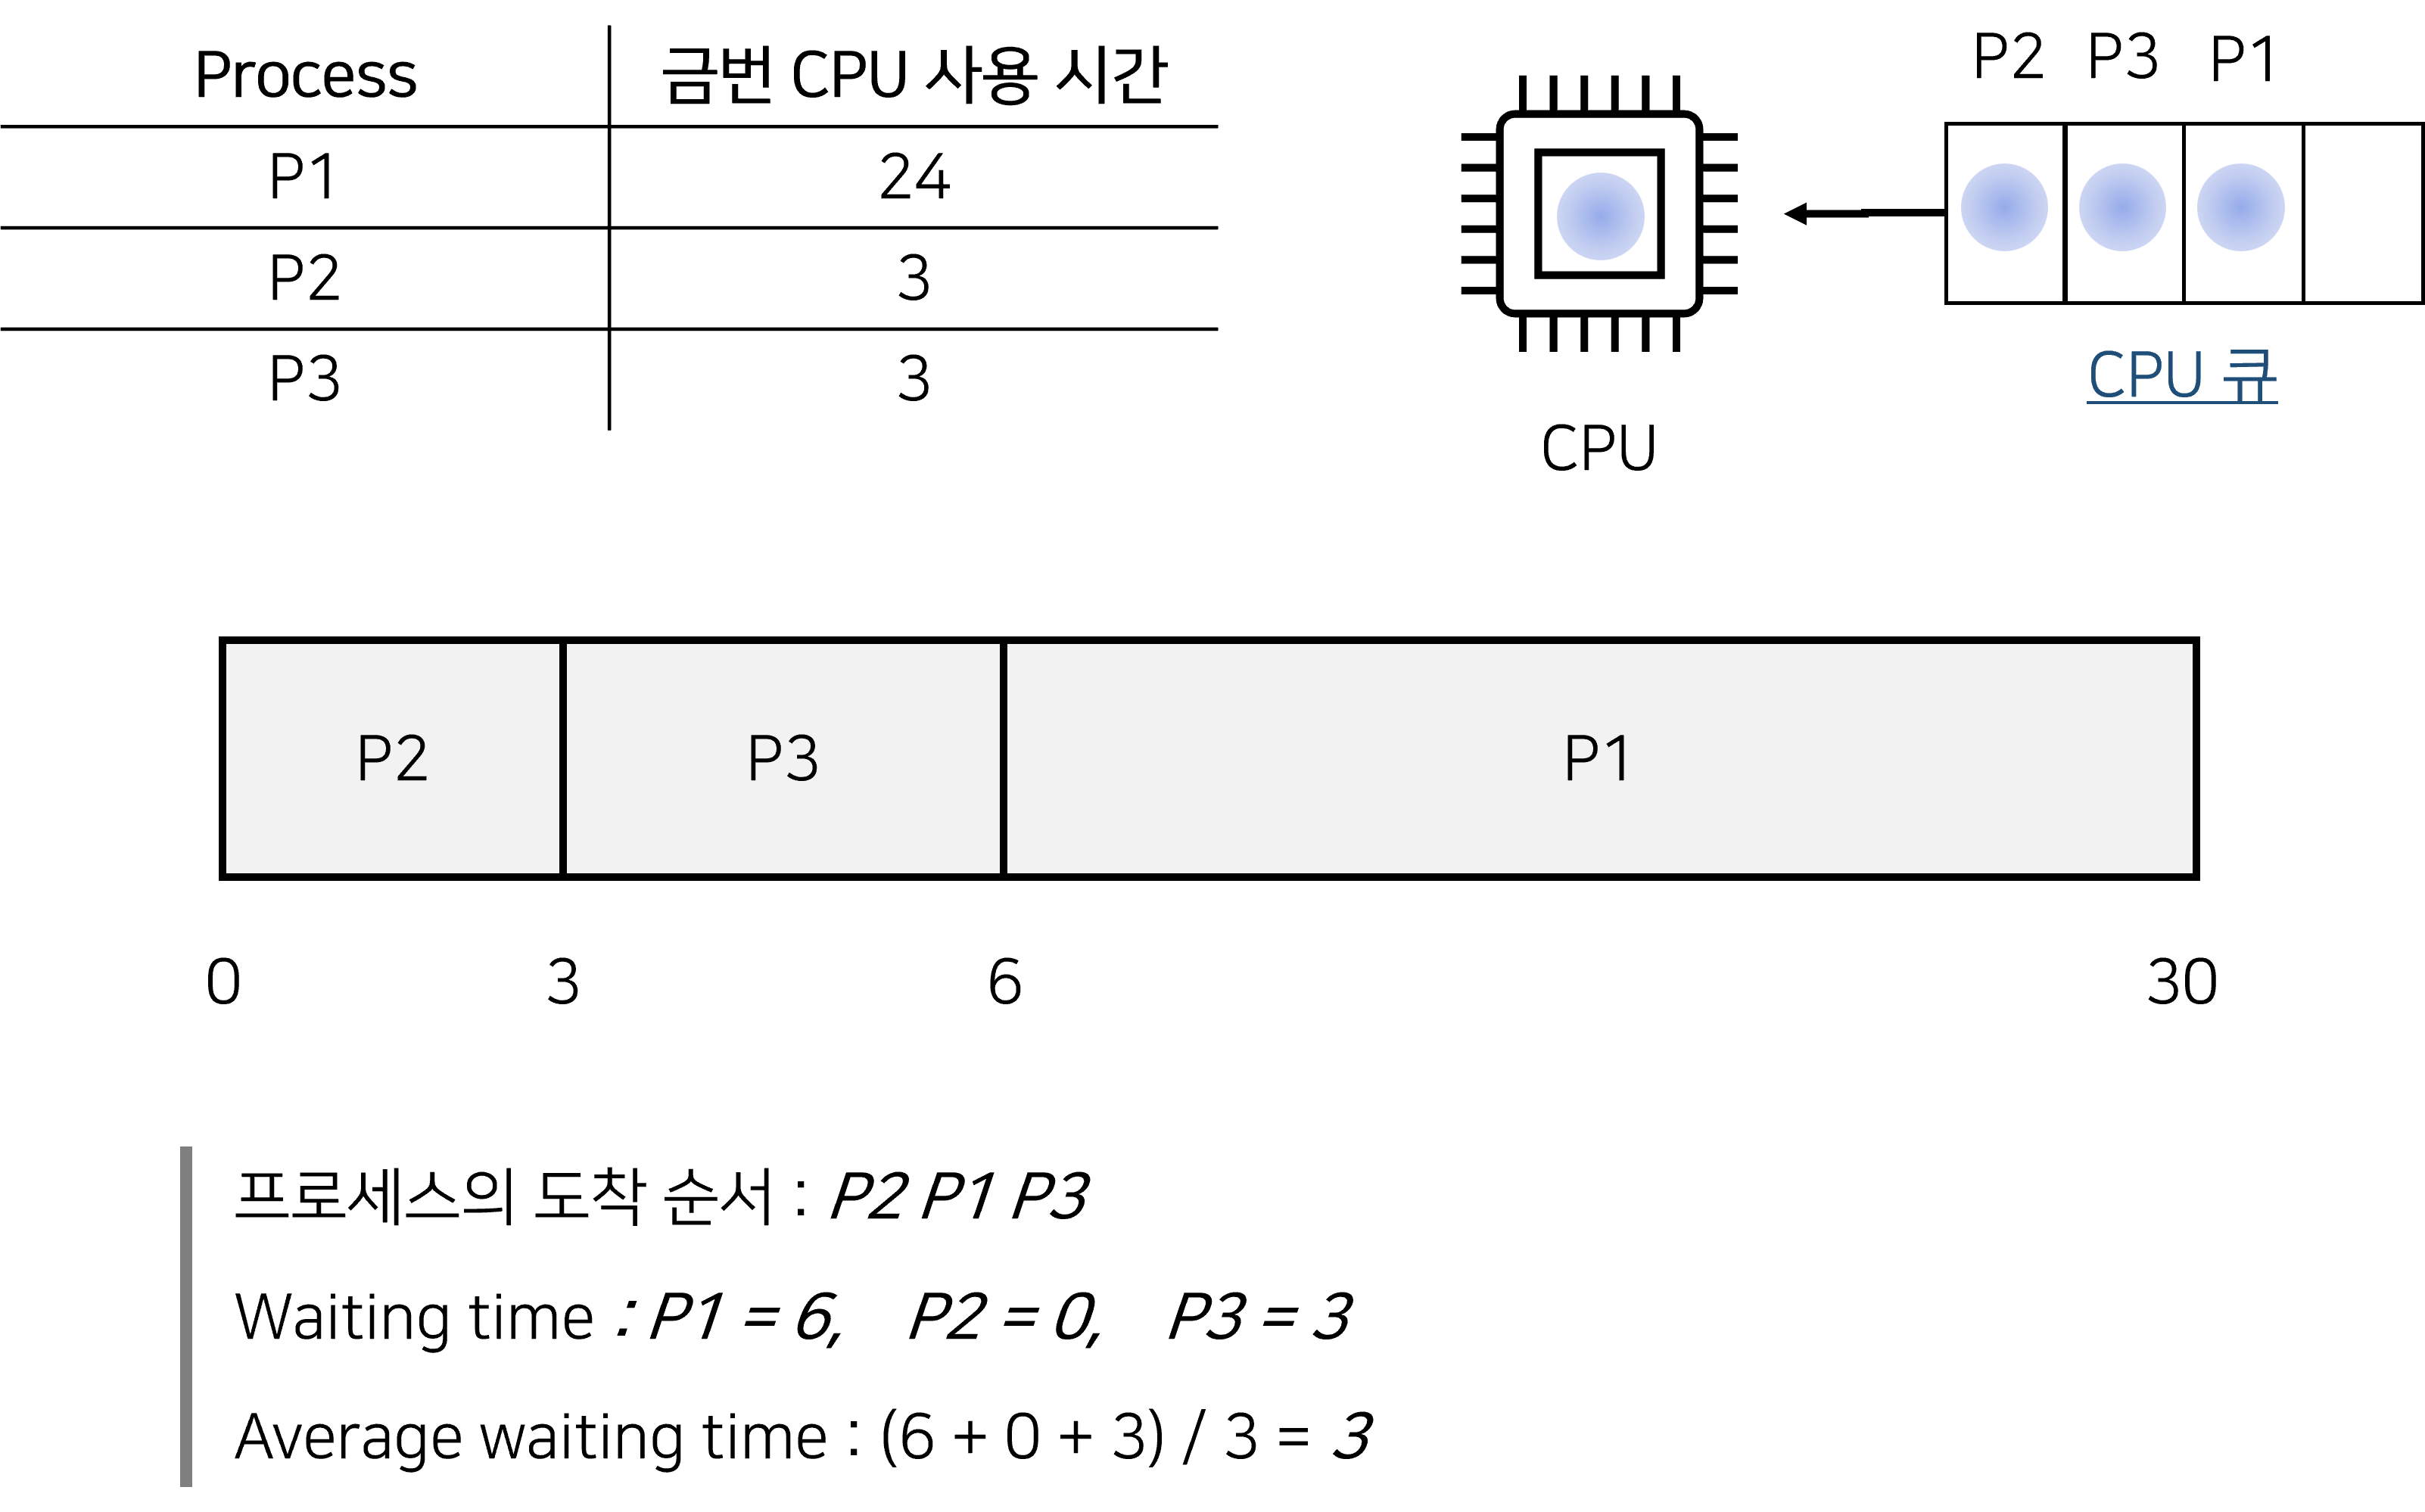 Process 금번 CPU 사용 시간
P1 24
P2 3
P3 3
P2 P3 P1
CPU 큐
CPU
P2 P3 P1
0 3 6 30
프로세스의 도착 순서 : P2 P1 P3
Waiting time : P1 = 6, P2 = 0, P3 = 3
Average waiting time : (6 + 0 + 3) / 3 = 3